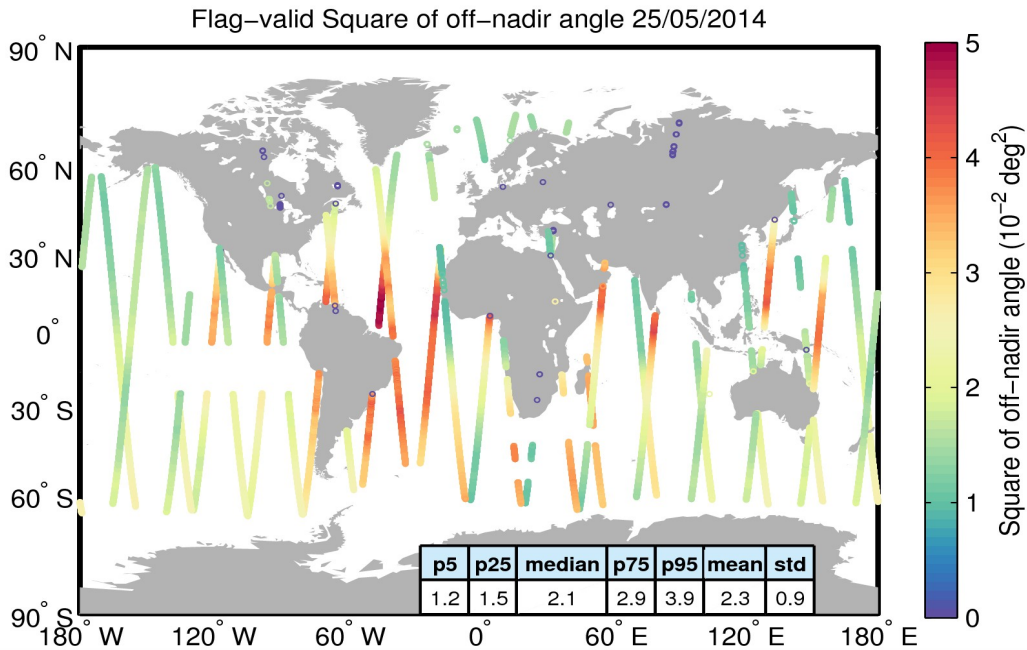 Flag−valid Square of off−nadir angle 25/05/2014
90° N
60° N
30° N
0°
30° S
60° S
90° S
180° W
120° W
60° W
0°
60° E
120° E
180° E
p5 p25 median p75 p95 mean std
1.2 1.5 2.1 2.9 3.9 2.3 0.9
5
4
3
2
1
0
Square of off−nadir angle (10⁻² deg²)